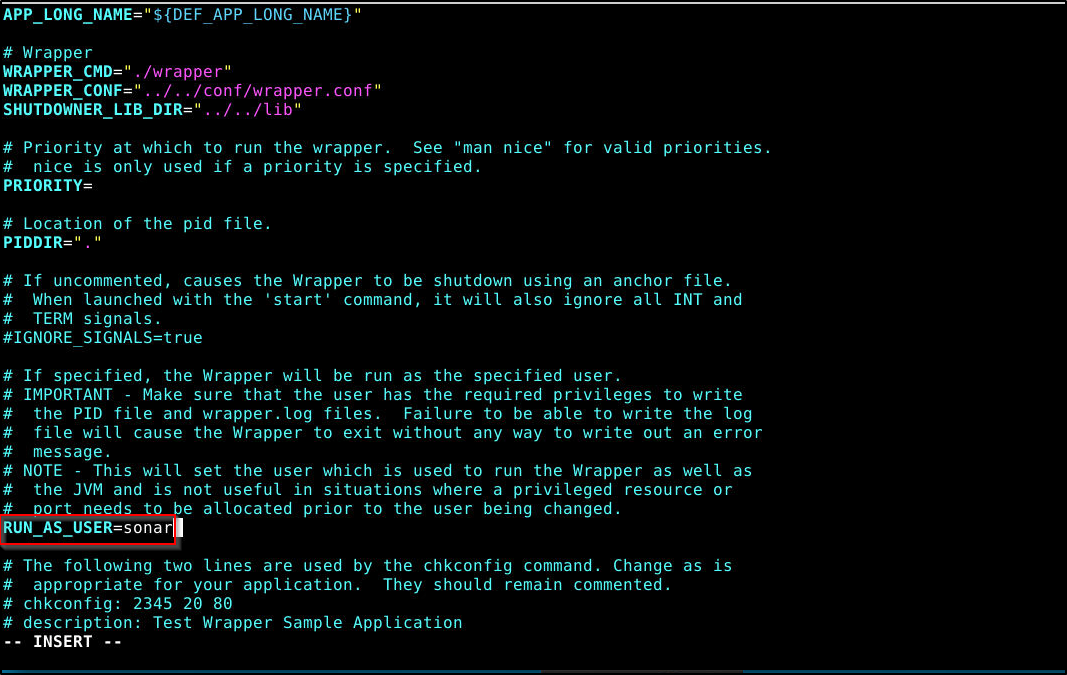 APP_LONG_NAME="${DEF_APP_LONG_NAME}"

# Wrapper
WRAPPER_CMD="./wrapper"
WRAPPER_CONF="../../conf/wrapper.conf"
SHUTDOWNER_LIB_DIR="../../lib"

# Priority at which to run the wrapper.  See "man nice" for valid priorities.
#  nice is only used if a priority is specified.
PRIORITY=

# Location of the pid file.
PIDDIR="."

# If uncommented, causes the Wrapper to be shutdown using an anchor file.
#  When launched with the 'start' command, it will also ignore all INT and
#  TERM signals.
#IGNORE_SIGNALS=true

# If specified, the Wrapper will be run as the specified user.
# IMPORTANT - Make sure that the user has the required privileges to write
#  the PID file and wrapper.log files.  Failure to be able to write the log
#  file will cause the Wrapper to exit without any way to write out an error
#  message.
# NOTE - This will set the user which is used to run the Wrapper as well as
#  the JVM and is not useful in situations where a privileged resource or
#  port needs to be allocated prior to the user being changed.
RUN_AS_USER=sonar

# The following two lines are used by the chkconfig command. Change as is
#  appropriate for your application.  They should remain commented.
# chkconfig: 2345 20 80
# description: Test Wrapper Sample Application
-- INSERT --